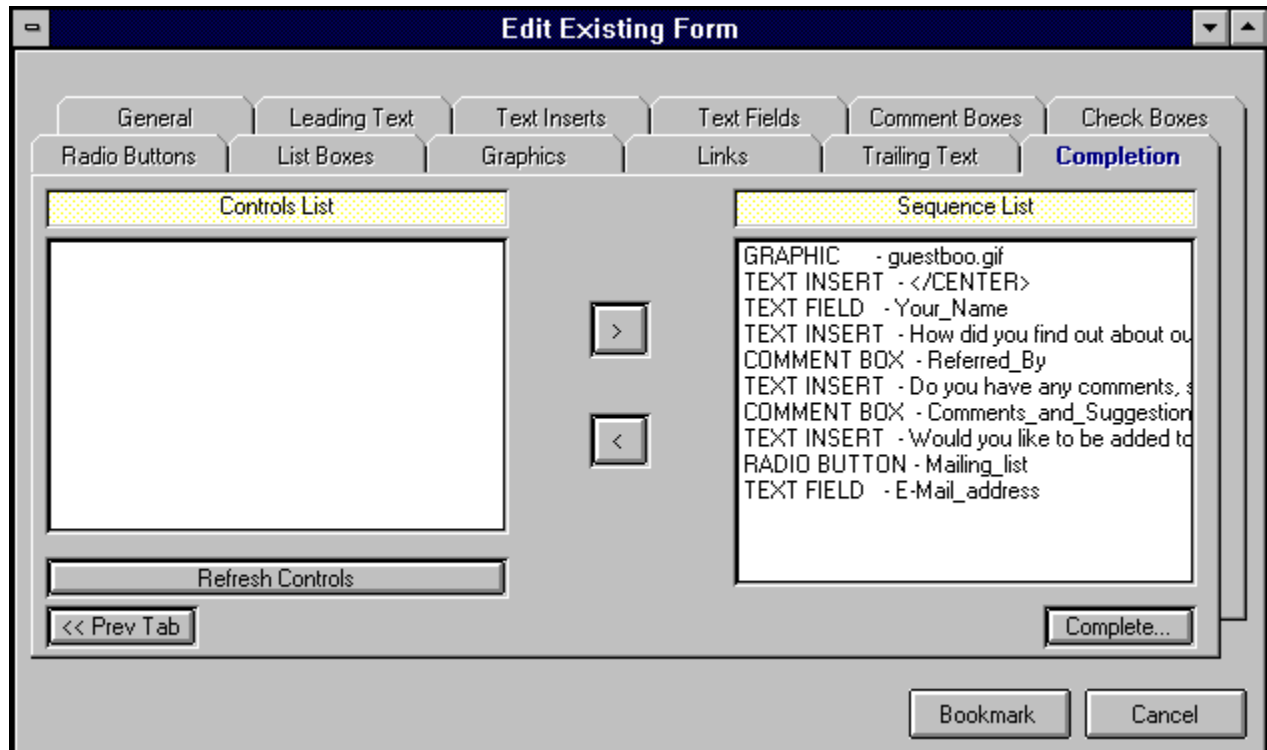 Edit Existing Form
General Leading Text Text Inserts Text Fields Comment Boxes Check Boxes
Radio Buttons List Boxes Graphics Links Trailing Text Completion
Controls List
Sequence List
GRAPHIC - guestboo.gif
TEXT INSERT - </CENTER>
TEXT FIELD - Your_Name
TEXT INSERT - How did you find out about ou
COMMENT BOX - Referred_By
TEXT INSERT - Do you have any comments, s
COMMENT BOX - Comments_and_Suggestion
TEXT INSERT - Would you like to be added to
RADIO BUTTON - Mailing_list
TEXT FIELD - E-Mail_address
>
<
Refresh Controls
<< Prev Tab
Complete...
Bookmark Cancel